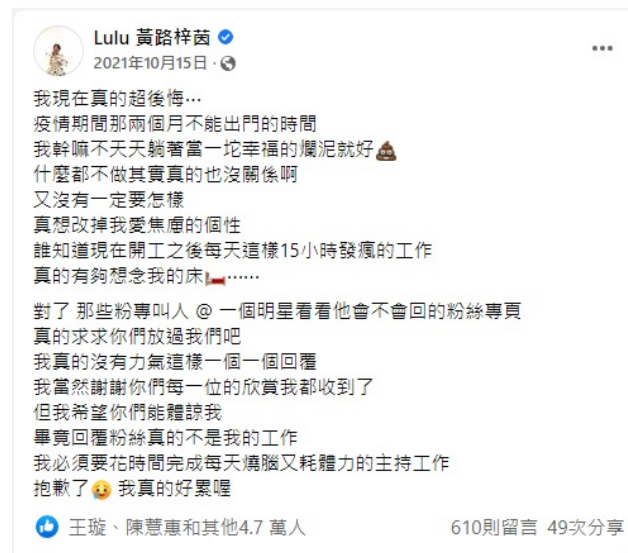 Lulu 黃路梓茵
2021年10月15日 ·
我現在真的超後悔…
疫情期間那兩個月不能出門的時間
我幹嘛不天天躺著當一坨幸福的爛泥就好💩
什麼都不做其實真的也沒關係啊
又沒有一定要怎樣
真想改掉我愛焦慮的個性
誰知道現在開工之後每天這樣15小時發瘋的工作
真的有夠想念我的床🛏️⋯⋯
對了 那些粉專叫人 @ 一個明星看看他會不會回的粉絲專頁
真的求求你們放過我們吧
我真的沒有力氣這樣一個一個回覆
我當然謝謝你們每一位的欣賞我都收到了
但我希望你們能體諒我
畢竟回覆粉絲真的不是我的工作
我必須要花時間完成每天燒腦又耗體力的主持工作
抱歉了😥 我真的好累喔
王璇、陳薏惠和其他4.7 萬人
610則留言 49次分享